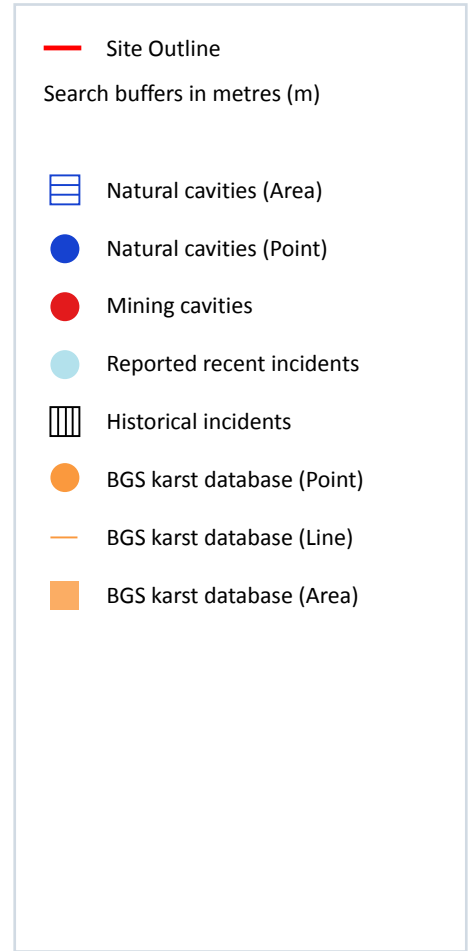 Site Outline
Search buffers in metres (m)
Natural cavities (Area)
Natural cavities (Point)
Mining cavities
Reported recent incidents
Historical incidents
BGS karst database (Point)
BGS karst database (Line)
BGS karst database (Area)